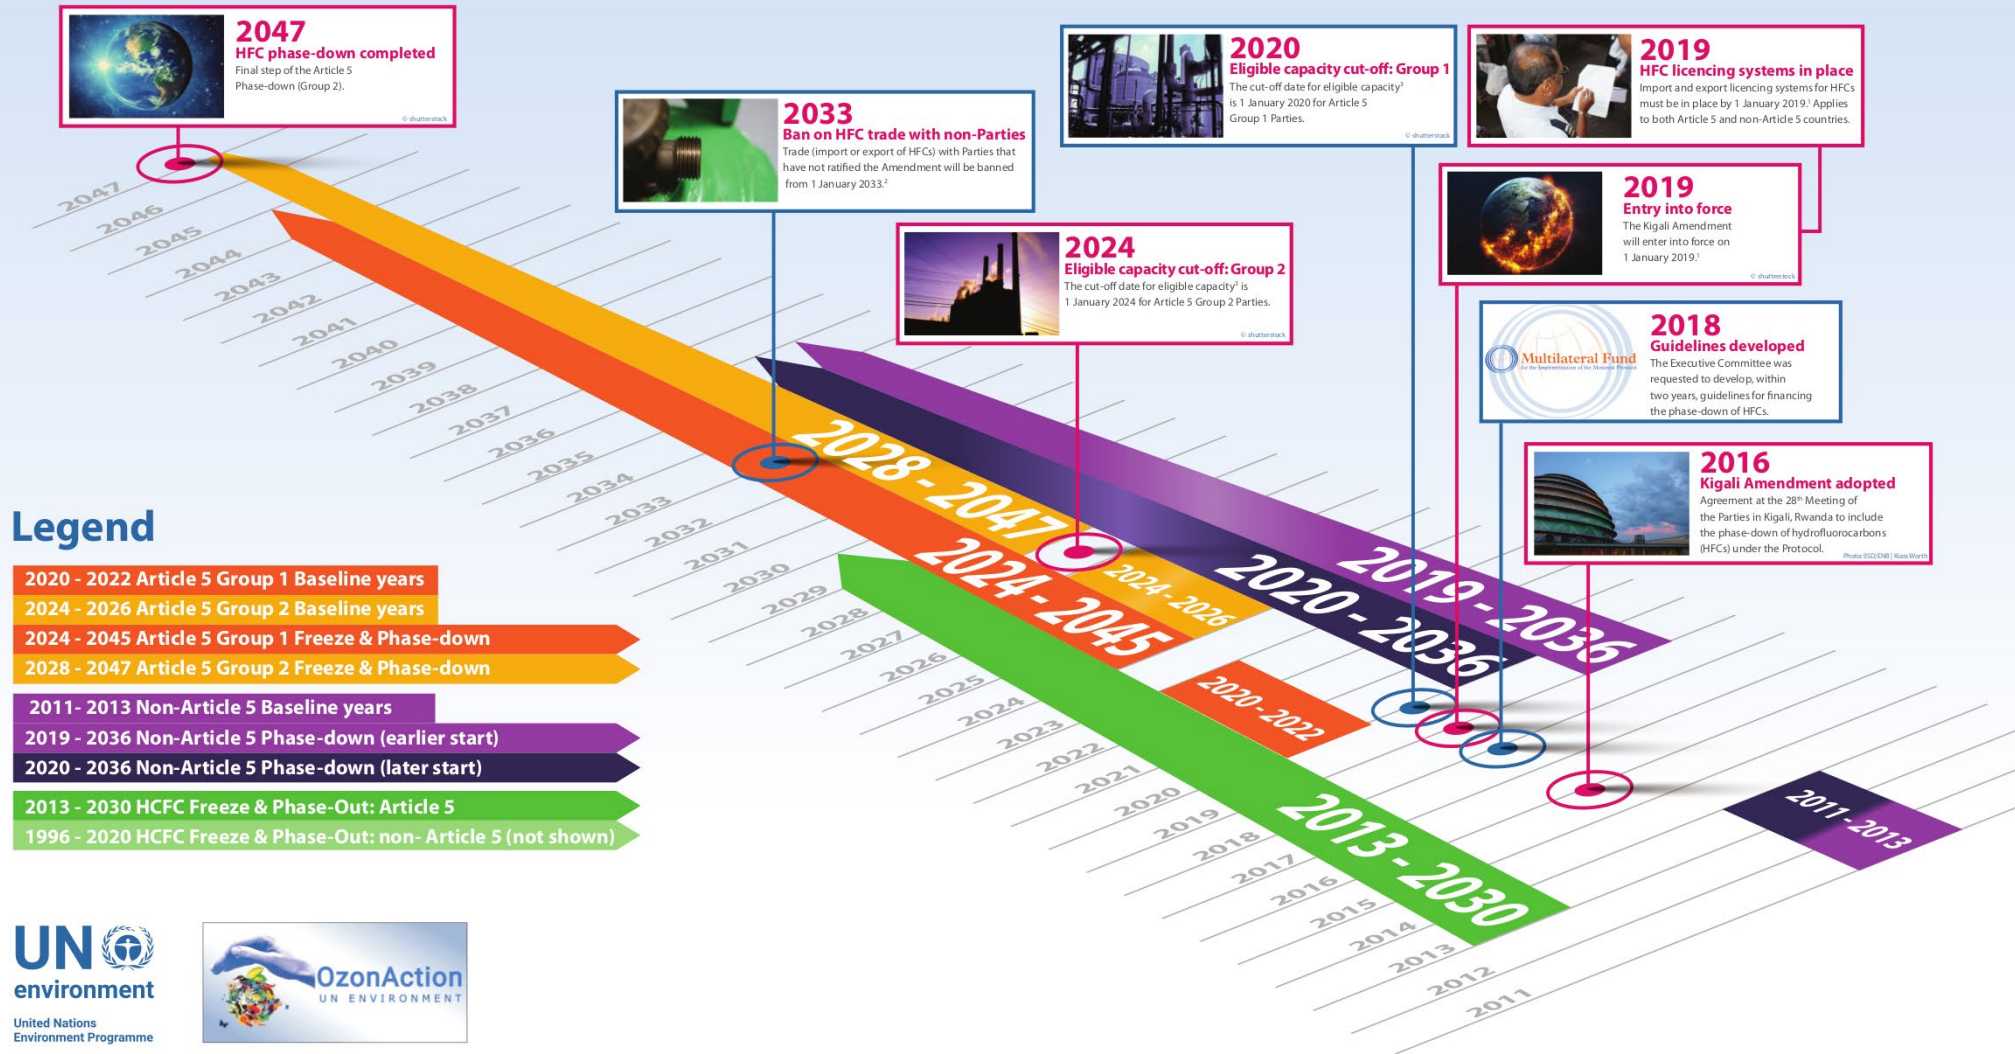 2047
HFC phase-down completed
Final step of the Article 5
Phase-down (Group 2).
© shutterstock
2033
Ban on HFC trade with non-Parties
Trade (import or export of HFCs) with Parties that
have not ratified the Amendment will be banned
from 1 January 2033.²
2020
Eligible capacity cut-off: Group 1
The cut-off date for eligible capacity³
is 1 January 2020 for Article 5
Group 1 Parties.
© shutterstock
2019
HFC licencing systems in place
Import and export licencing systems for HFCs
must be in place by 1 January 2019.¹ Applies
to both Article 5 and non-Article 5 countries.
2019
Entry into force
The Kigali Amendment
will enter into force on
1 January 2019.¹
© shutterstock
2024
Eligible capacity cut-off: Group 2
The cut-off date for eligible capacity³ is
1 January 2024 for Article 5 Group 2 Parties.
© shutterstock
Multilateral Fund
for the Implementation of the Montreal Protocol
2018
Guidelines developed
The Executive Committee was
requested to develop, within
two years, guidelines for financing
the phase-down of HFCs.
2016
Kigali Amendment adopted
Agreement at the 28th Meeting of
the Parties in Kigali, Rwanda to include
the phase-down of hydrofluorocarbons
(HFCs) under the Protocol.
Photo: IISD/ENB | Kiara Worth
2047
2046
2045
2044
2043
2042
2041
2040
2039
2038
2037
2036
2035
2034
2033
2032
2031
2030
2029
2028
2027
2026
2025
2024
2023
2022
2021
2020
2019
2018
2017
2016
2015
2014
2013
2012
2011
2028 - 2047
2024 - 2045
2024 - 2026
2020 - 2036
2019 - 2036
2020 - 2022
2013 - 2030
2011 - 2013
Legend
2020 - 2022 Article 5 Group 1 Baseline years
2024 - 2026 Article 5 Group 2 Baseline years
2024 - 2045 Article 5 Group 1 Freeze & Phase-down
2028 - 2047 Article 5 Group 2 Freeze & Phase-down
2011- 2013 Non-Article 5 Baseline years
2019 - 2036 Non-Article 5 Phase-down (earlier start)
2020 - 2036 Non-Article 5 Phase-down (later start)
2013 - 2030 HCFC Freeze & Phase-Out: Article 5
1996 - 2020 HCFC Freeze & Phase-Out: non- Article 5 (not shown)
UN
environment
United Nations
Environment Programme
OzonAction
UN ENVIRONMENT